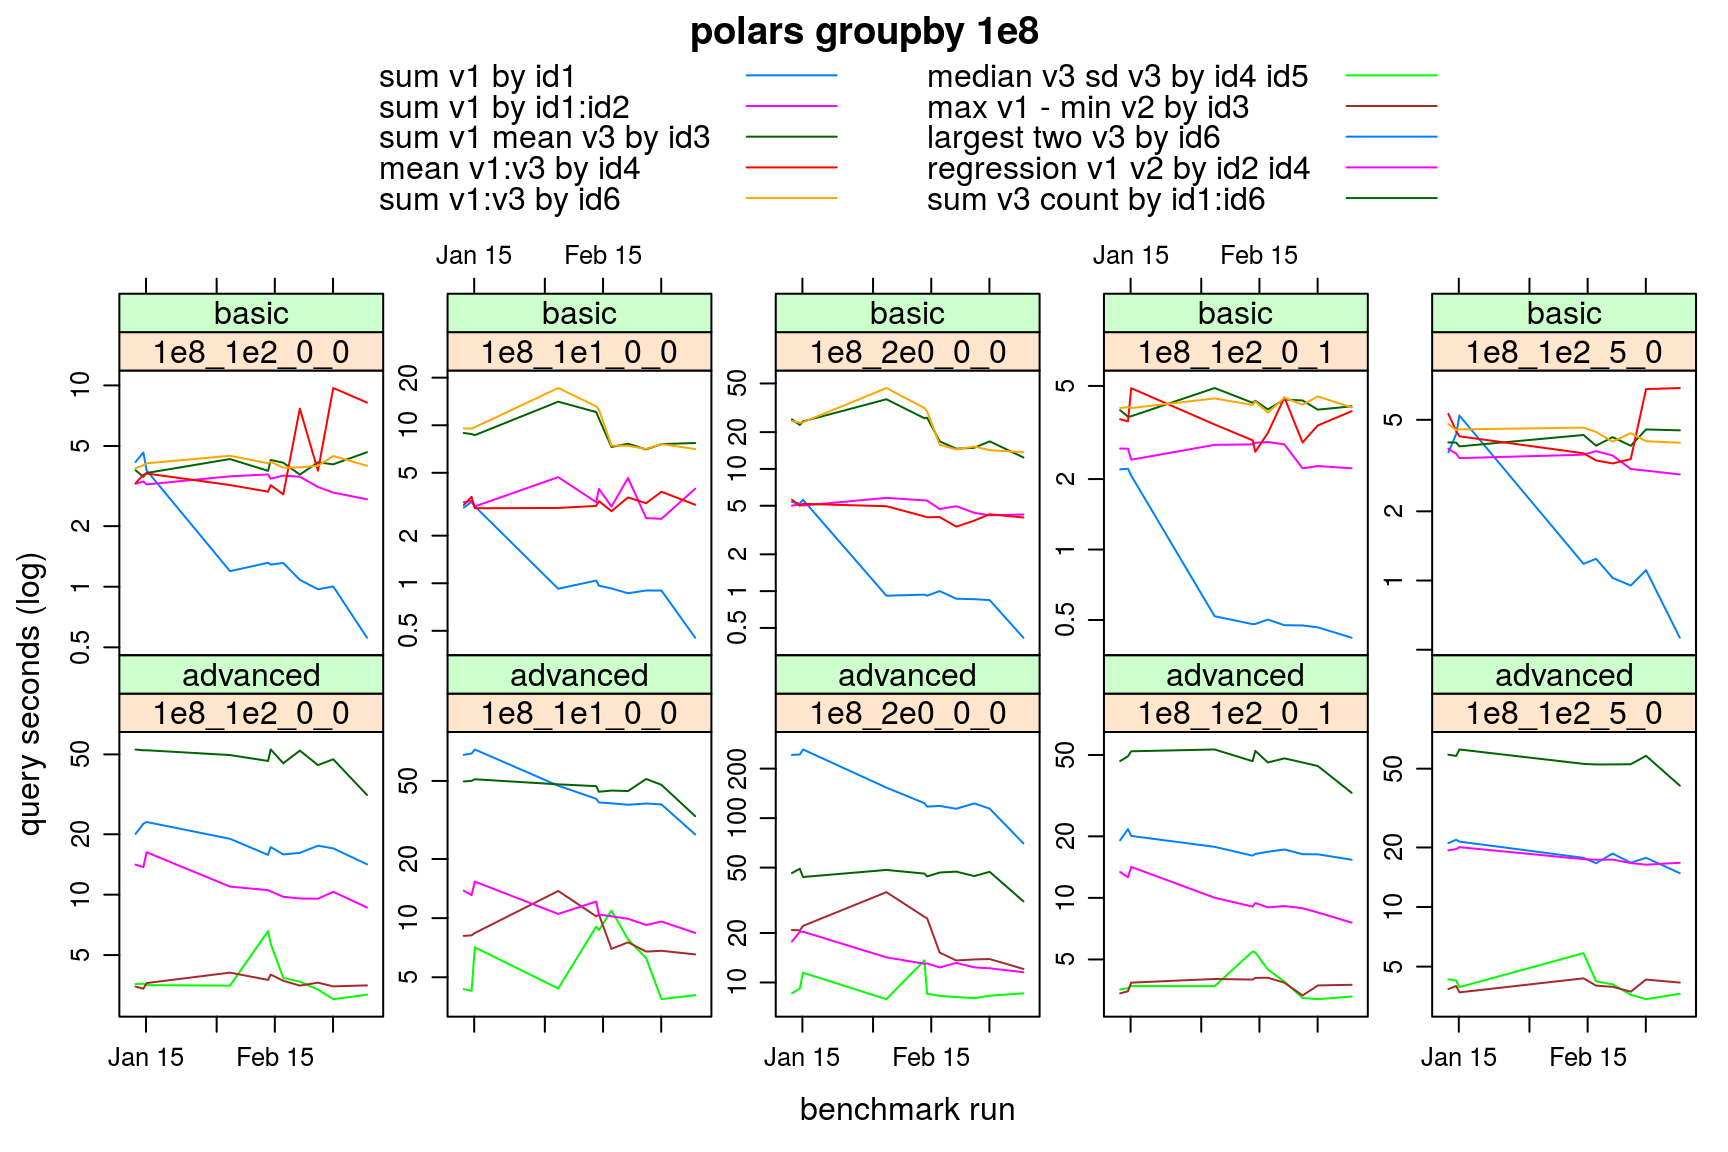 polars groupby 1e8
sum v1 by id1
sum v1 by id1:id2
sum v1 mean v3 by id3
mean v1:v3 by id4
sum v1:v3 by id6
median v3 sd v3 by id4 id5
max v1 - min v2 by id3
largest two v3 by id6
regression v1 v2 by id2 id4
sum v3 count by id1:id6
Jan 15 Feb 15 Jan 15 Feb 15
basic basic basic basic basic
1e8_1e2_0_0 1e8_1e1_0_0 1e8_2e0_0_0 1e8_1e2_0_1 1e8_1e2_5_0
10 5 2 1 0.5
20 10 5 2 1 0.5
50 20 10 5 2 1 0.5
5 2 1 0.5
5 2 1
advanced advanced advanced advanced advanced
1e8_1e2_0_0 1e8_1e1_0_0 1e8_2e0_0_0 1e8_1e2_0_1 1e8_1e2_5_0
50 20 10 5
50 20 10 5
200 100 50 20 10
50 20 10 5
50 20 10 5
query seconds (log)
Jan 15 Feb 15 Jan 15 Feb 15 Jan 15 Feb 15
benchmark run